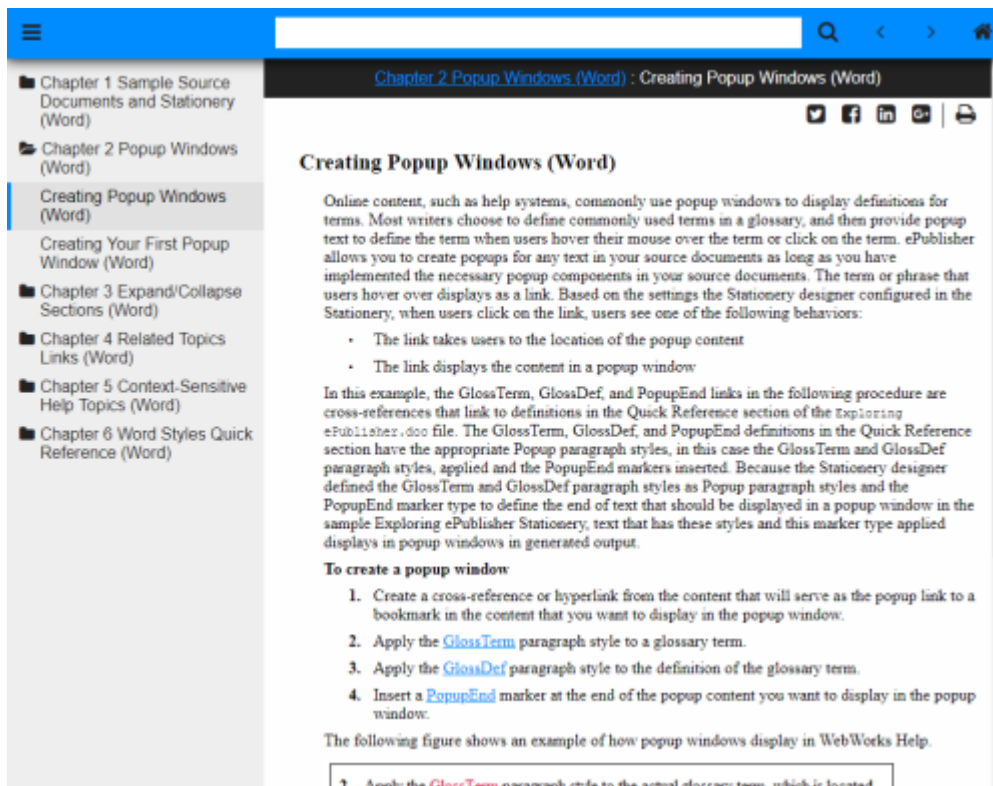 Chapter 1 Sample Source
Documents and Stationery
(Word)
Chapter 2 Popup Windows
(Word)
Creating Popup Windows
(Word)
Creating Your First Popup
Window (Word)
Chapter 3 Expand/Collapse
Sections (Word)
Chapter 4 Related Topics
Links (Word)
Chapter 5 Context-Sensitive
Help Topics (Word)
Chapter 6 Word Styles Quick
Reference (Word)
Chapter 2 Popup Windows (Word) : Creating Popup Windows (Word)
Creating Popup Windows (Word)
Online content, such as help systems, commonly use popup windows to display definitions for
terms. Most writers choose to define commonly used terms in a glossary, and then provide popup
text to define the term when users hover their mouse over the term or click on the term. ePublisher
allows you to create popups for any text in your source documents as long as you have
implemented the necessary popup components in your source documents. The term or phrase that
users hover over displays as a link. Based on the settings the Stationery designer configured in the
Stationery, when users click on the link, users see one of the following behaviors:
• The link takes users to the location of the popup content
• The link displays the content in a popup window
In this example, the GlossTerm, GlossDef, and PopupEnd links in the following procedure are
cross-references that link to definitions in the Quick Reference section of the Exploring
ePublisher.doc file. The GlossTerm, GlossDef, and PopupEnd definitions in the Quick Reference
section have the appropriate Popup paragraph styles, in this case the GlossTerm and GlossDef
paragraph styles, applied and the PopupEnd markers inserted. Because the Stationery designer
defined the GlossTerm and GlossDef paragraph styles as Popup paragraph styles and the
PopupEnd marker type to define the end of text that should be displayed in a popup window in the
sample Exploring ePublisher Stationery, text that has these styles and this marker type applied
displays in popup windows in generated output.
To create a popup window
1. Create a cross-reference or hyperlink from the content that will serve as the popup link to a
bookmark in the content that you want to display in the popup window.
2. Apply the GlossTerm paragraph style to a glossary term.
3. Apply the GlossDef paragraph style to the definition of the glossary term.
4. Insert a PopupEnd marker at the end of the popup content you want to display in the popup
window.
The following figure shows an example of how popup windows display in WebWorks Help.
2. Apply the GlossTerm paragraph style to the actual glossary term, which is located